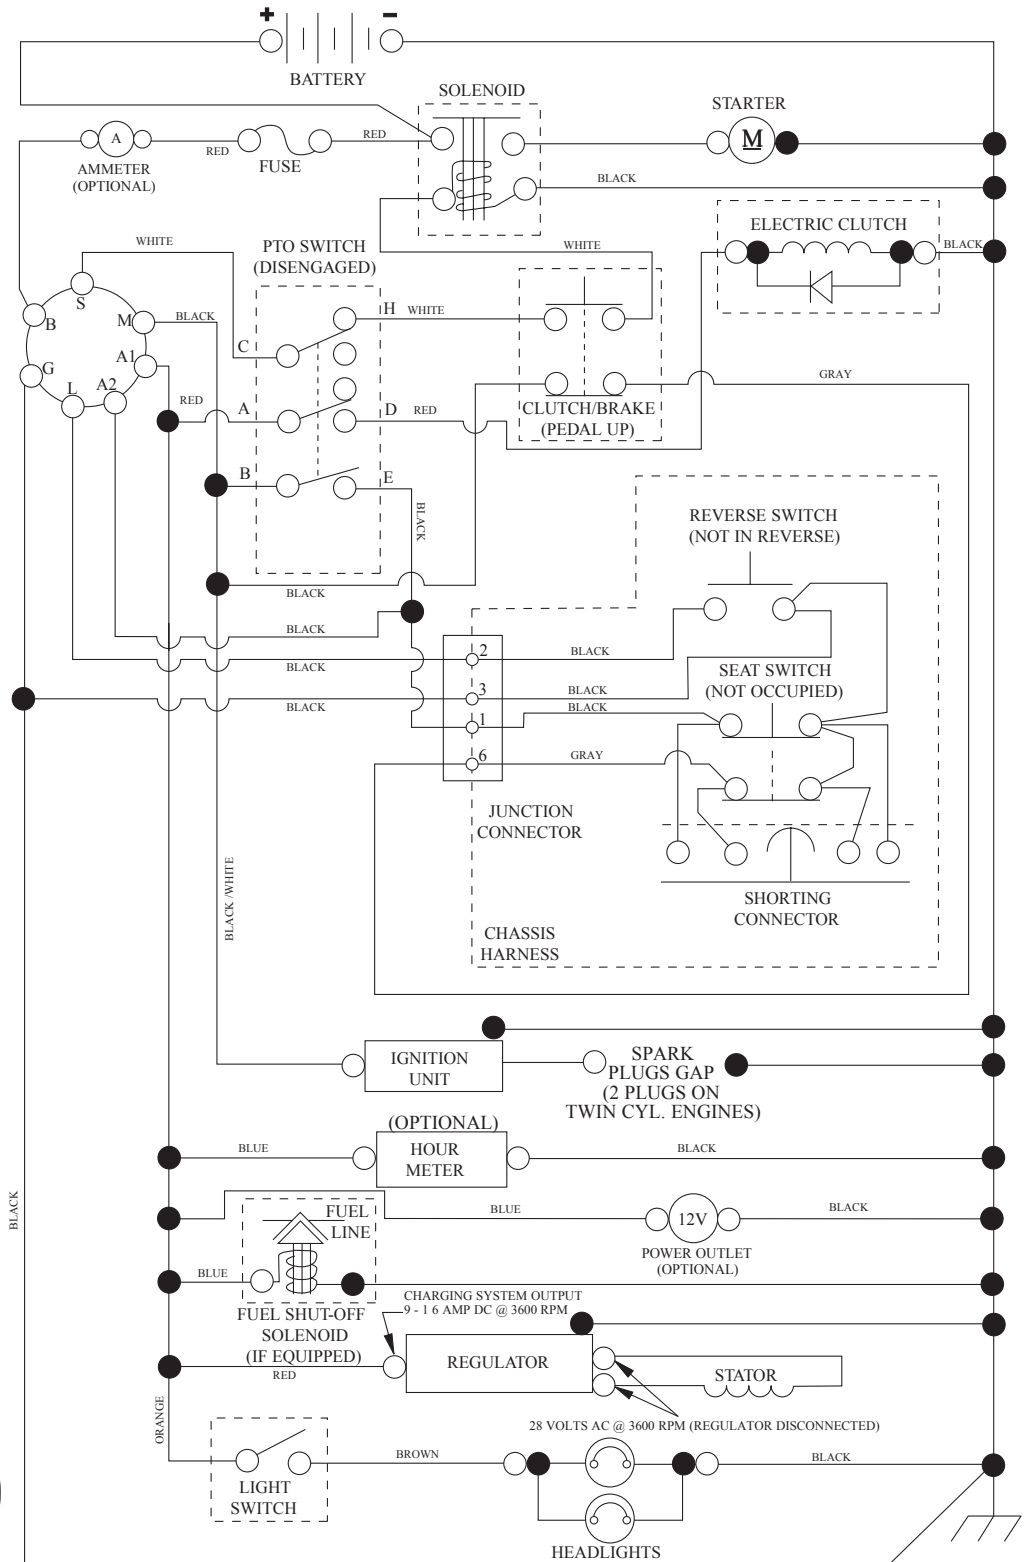 + −
BATTERY
SOLENOID
STARTER
A
RED
FUSE
RED
M
AMMETER
(OPTIONAL)
BLACK
ELECTRIC CLUTCH
BLACK
WHITE
PTO SWITCH
(DISENGAGED)
WHITE
S
B
M
BLACK
H
WHITE
C
G
A1
L
A2
RED
A
D
RED
CLUTCH/BRAKE
(PEDAL UP)
GRAY
B
E
BLACK
REVERSE SWITCH
(NOT IN REVERSE)
BLACK
BLACK
BLACK
2
BLACK
SEAT SWITCH
(NOT OCCUPIED)
3
BLACK
BLACK
BLACK
1
6
GRAY
JUNCTION
CONNECTOR
BLACK /WHITE
SHORTING
CONNECTOR
CHASSIS
HARNESS
IGNITION
UNIT
SPARK
PLUGS GAP
(2 PLUGS ON
TWIN CYL. ENGINES)
(OPTIONAL)
HOUR
METER
BLUE
BLACK
BLACK
FUEL
LINE
BLUE
12V
BLACK
POWER OUTLET
(OPTIONAL)
BLUE
FUEL SHUT-OFF
SOLENOID
(IF EQUIPPED)
CHARGING SYSTEM OUTPUT
9 - 1 6 AMP DC @ 3600 RPM
RED
REGULATOR
STATOR
28 VOLTS AC @ 3600 RPM (REGULATOR DISCONNECTED)
ORANGE
LIGHT
SWITCH
BROWN
BLACK
HEADLIGHTS